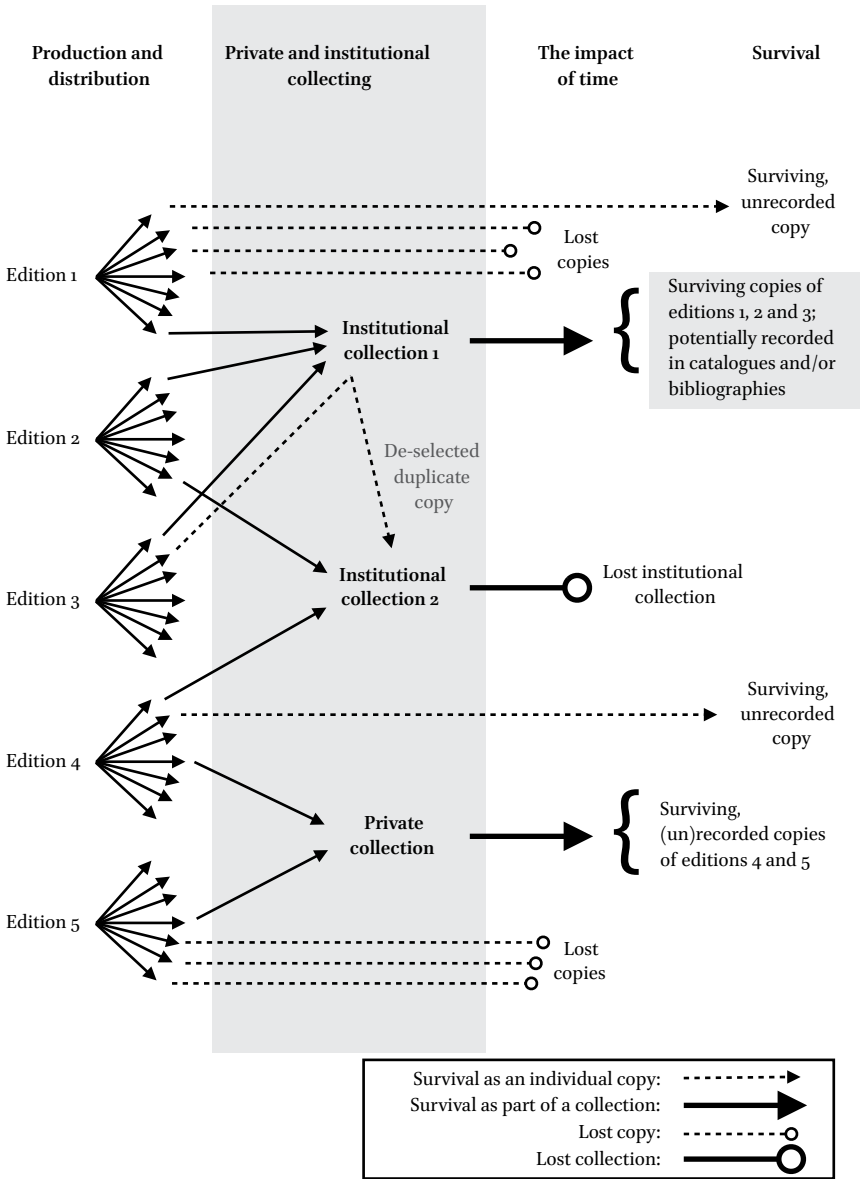 Production and
distribution
Private and institutional
collecting
The impact
of time
Survival
Surviving,
unrecorded
copy
Lost
copies
Edition 1
Institutional
collection 1
{
Surviving copies of
editions 1, 2 and 3;
potentially recorded
in catalogues and/or
bibliographies
Edition 2
De-selected
duplicate
copy
Institutional
collection 2
Lost institutional
collection
Edition 3
Surviving,
unrecorded
copy
Edition 4
Private
collection
{
Surviving,
(un)recorded copies
of editions 4 and 5
Edition 5
Lost
copies
Survival as an individual copy:
Survival as part of a collection:
Lost copy:
Lost collection: